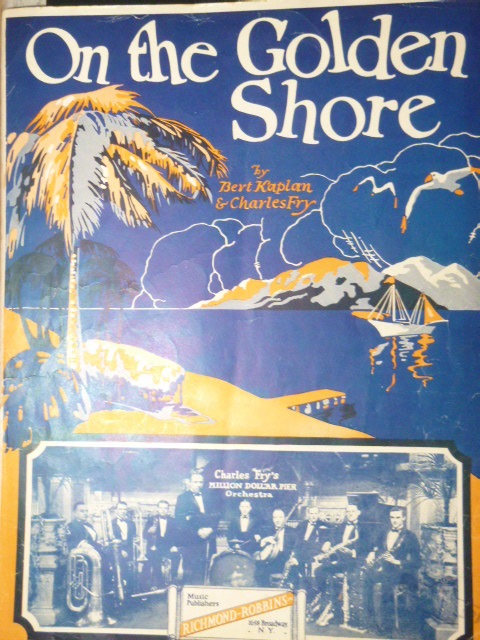 On the Golden
Shore
by
Bert Kaplan
& Charles Fry
Charles Fry's
MILLION DOLLAR PIER
Orchestra
Music
Publishers
RICHMOND-ROBBINS
1658 Broadway
N.Y.